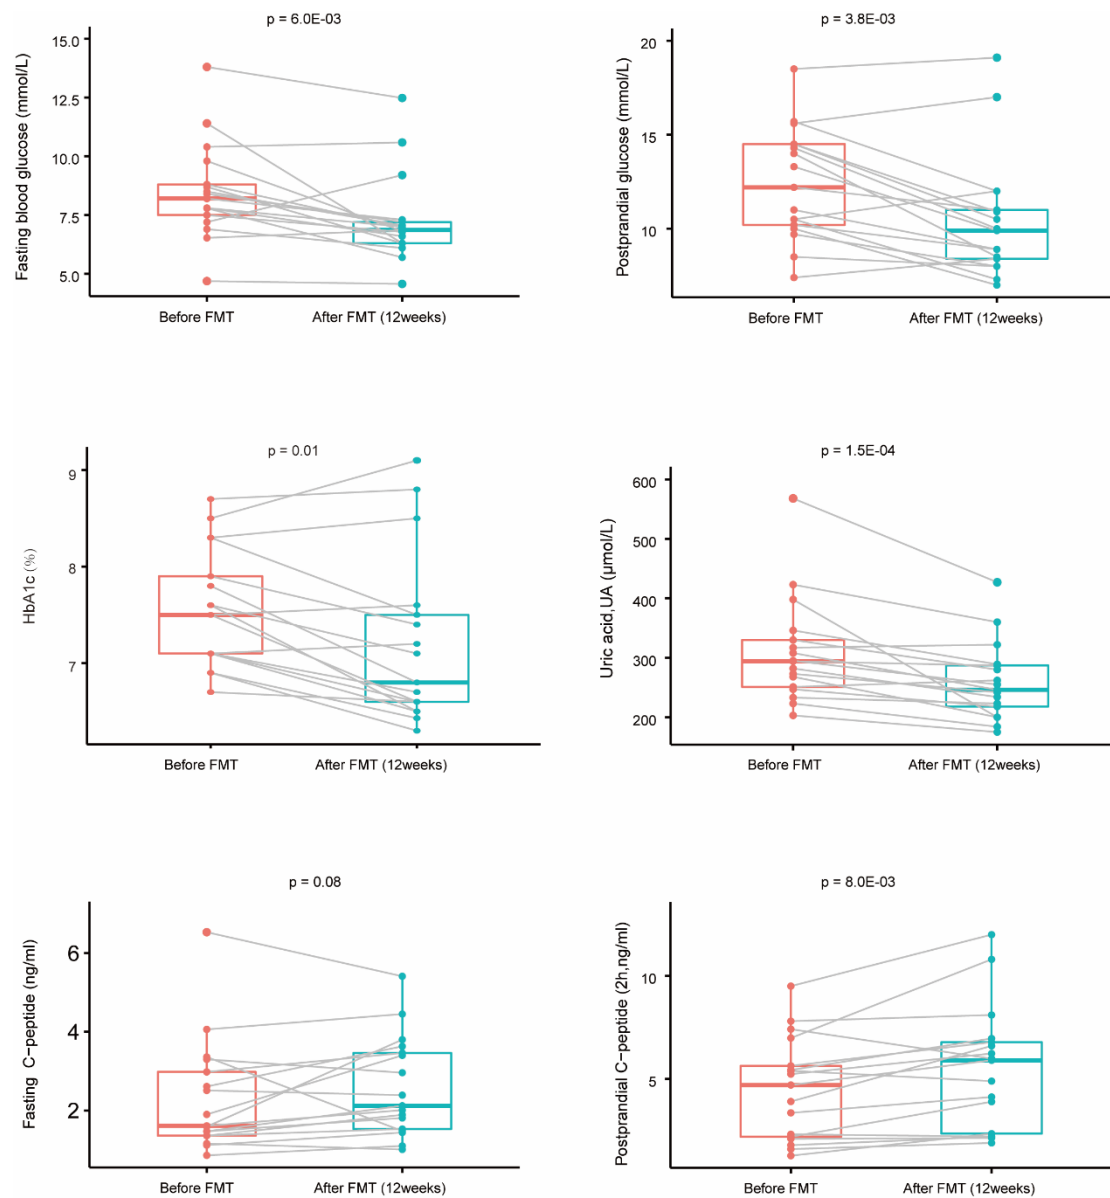 p = 6.0E-03
Fasting blood glucose (mmol/L)
15.0
12.5
10.0
7.5
5.0
Before FMT
After FMT (12weeks)
p = 3.8E-03
Postprandial glucose (mmol/L)
20
15
10
Before FMT
After FMT (12weeks)
p = 0.01
HbA1c (%)
9
8
7
Before FMT
After FMT (12weeks)
p = 1.5E-04
Uric acid,UA (μmol/L)
600
500
400
300
200
Before FMT
After FMT (12weeks)
p = 0.08
Fasting C−peptide (ng/ml)
6
4
2
Before FMT
After FMT (12weeks)
p = 8.0E-03
Postprandial C−peptide (2h,ng/ml)
10
5
Before FMT
After FMT (12weeks)